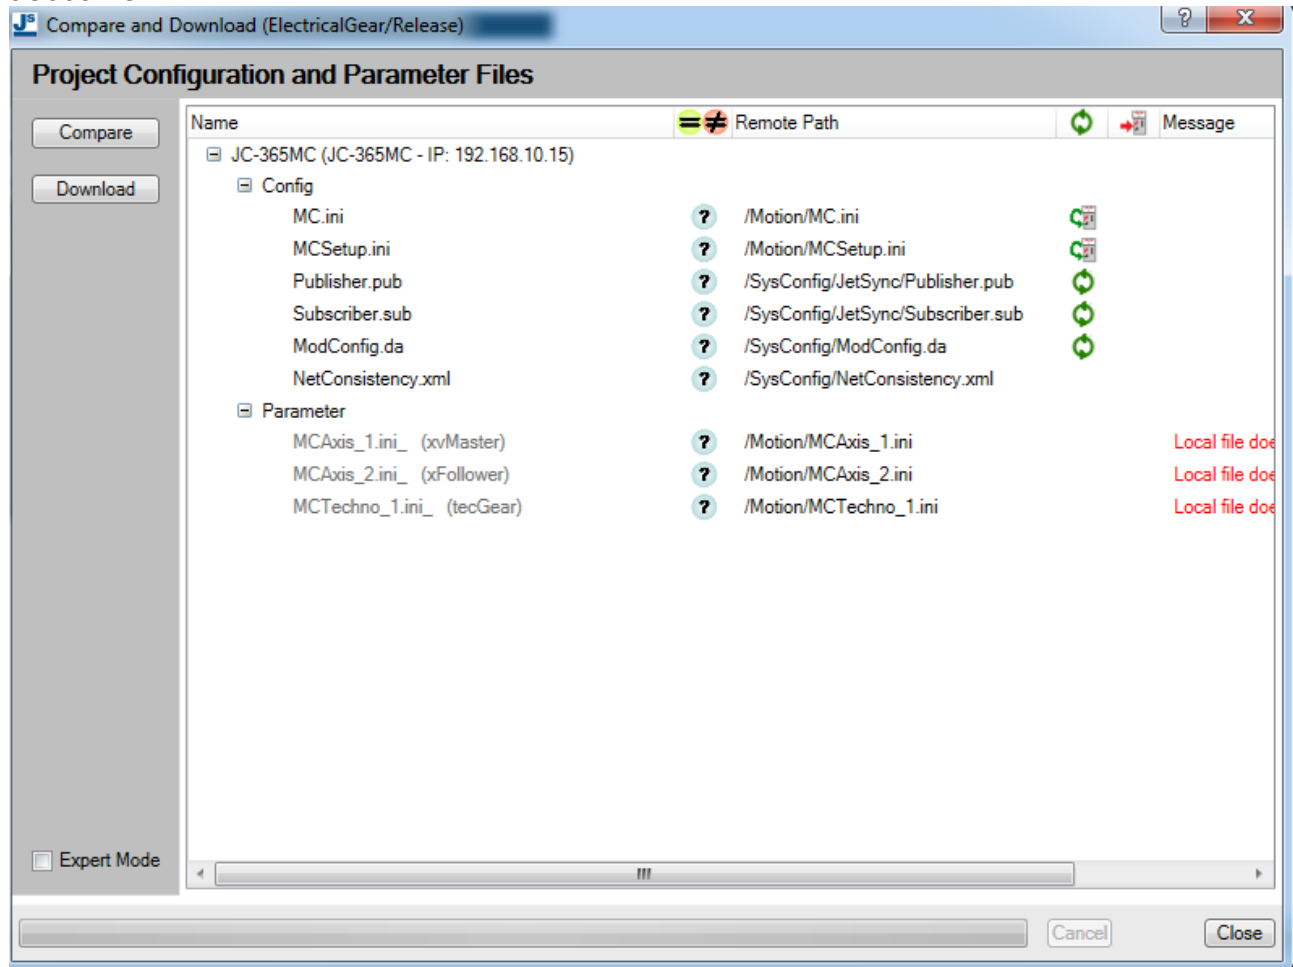 Compare and Download (ElectricalGear/Release)
Project Configuration and Parameter Files
Compare
Download
Name Remote Path Message
JC-365MC (JC-365MC - IP: 192.168.10.15)
Config
MC.ini /Motion/MC.ini
MCSetup.ini /Motion/MCSetup.ini
Publisher.pub /SysConfig/JetSync/Publisher.pub
Subscriber.sub /SysConfig/JetSync/Subscriber.sub
ModConfig.da /SysConfig/ModConfig.da
NetConsistency.xml /SysConfig/NetConsistency.xml
Parameter
MCAxis_1.ini_ (xvMaster) /Motion/MCAxis_1.ini Local file doe
MCAxis_2.ini_ (xFollower) /Motion/MCAxis_2.ini Local file doe
MCTechno_1.ini_ (tecGear) /Motion/MCTechno_1.ini Local file doe
Expert Mode
Cancel Close